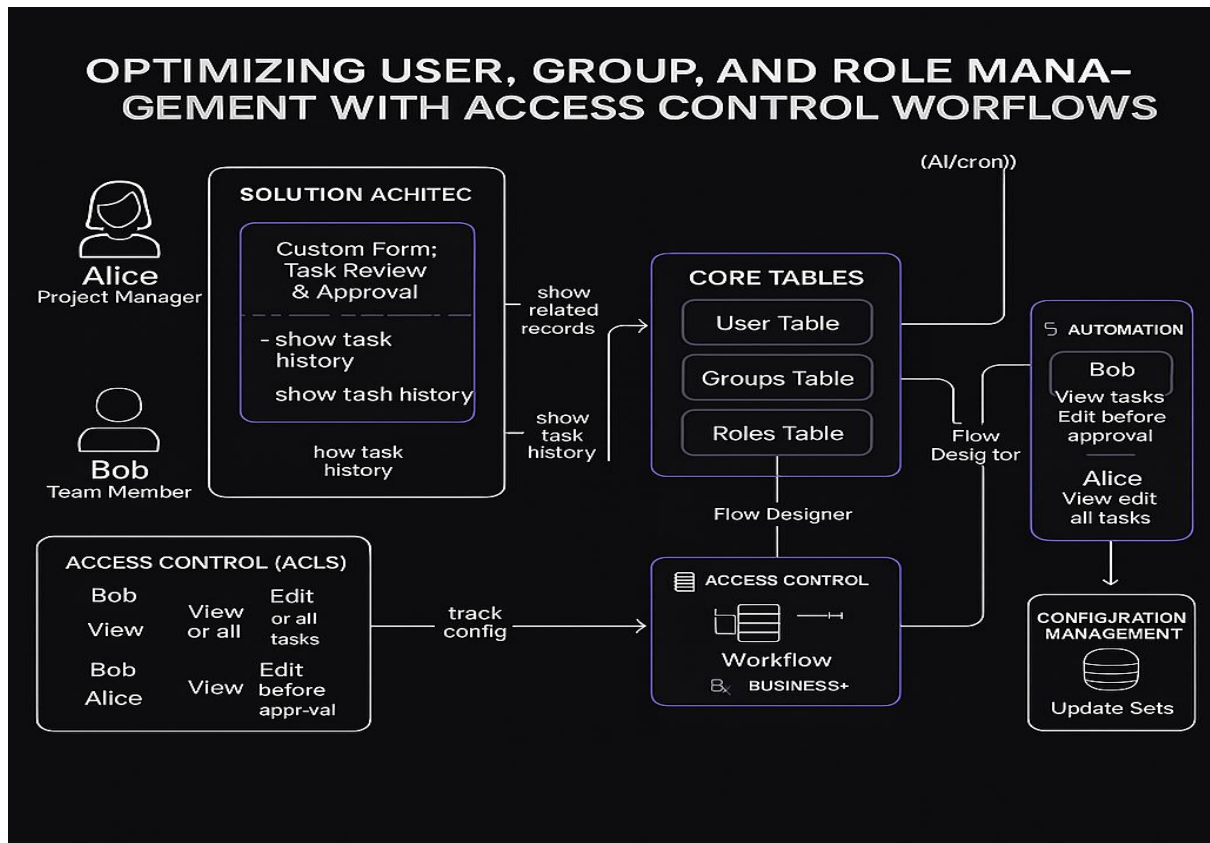 OPTIMIZING USER, GROUP, AND ROLE MANA-
GEMENT WITH ACCESS CONTROL WORFLOWS
(AI/cron))
Alice
Project Manager
Bob
Team Member
SOLUTION ACHITEC
Custom Form;
Task Review
& Approval
- show task
history
show tash history
how task
history
show
related
records
show
task
history
CORE TABLES
User Table
Groups Table
Roles Table
Flow Designer
Flow
Desig tor
AUTOMATION
Bob
View tasks
Edit before
approval
Alice
View edit
all tasks
ACCESS CONTROL (ACLS)
Bob
View
View
or all
Edit
or all
tasks
Bob
Alice
View
Edit
before
appr-val
track
config
ACCESS CONTROL
Workflow
BUSINESS+
CONFIGJRATION
MANAGEMENT
Update Sets